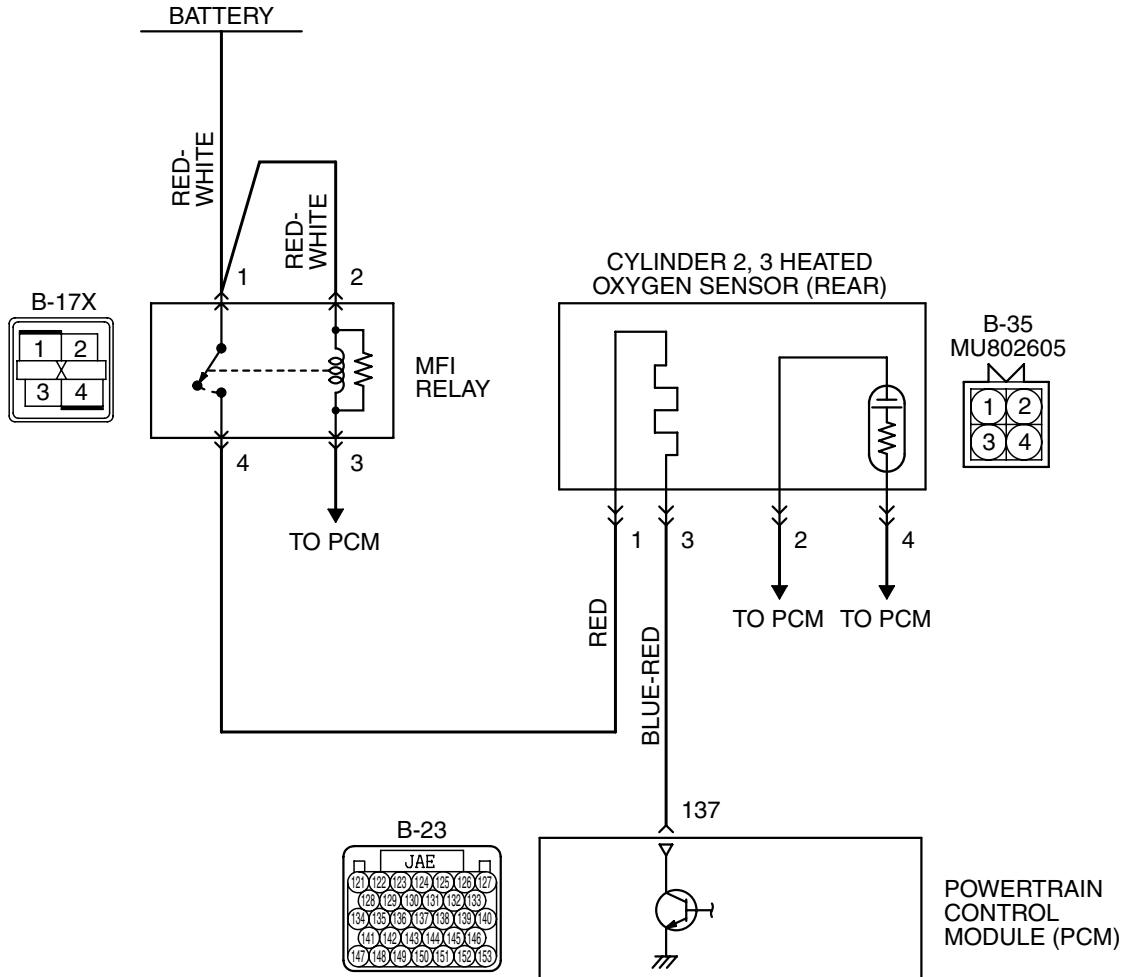 BATTERY
RED-
WHITE
RED-
WHITE
1
2
B-17X
1 2
X
3 4
MFI
RELAY
4
3
TO PCM
CYLINDER 2, 3 HEATED
OXYGEN SENSOR (REAR)
B-35
MU802605
1 2
3 4
1
3
2
4
TO PCM
TO PCM
RED
BLUE-RED
137
B-23
JAE
121 122 123 124 125 126 127
128 129 130 131 132 133
134 135 136 137 138 139 140
141 142 143 144 145 146
147 148 149 150 151 152 153
POWERTRAIN
CONTROL
MODULE (PCM)